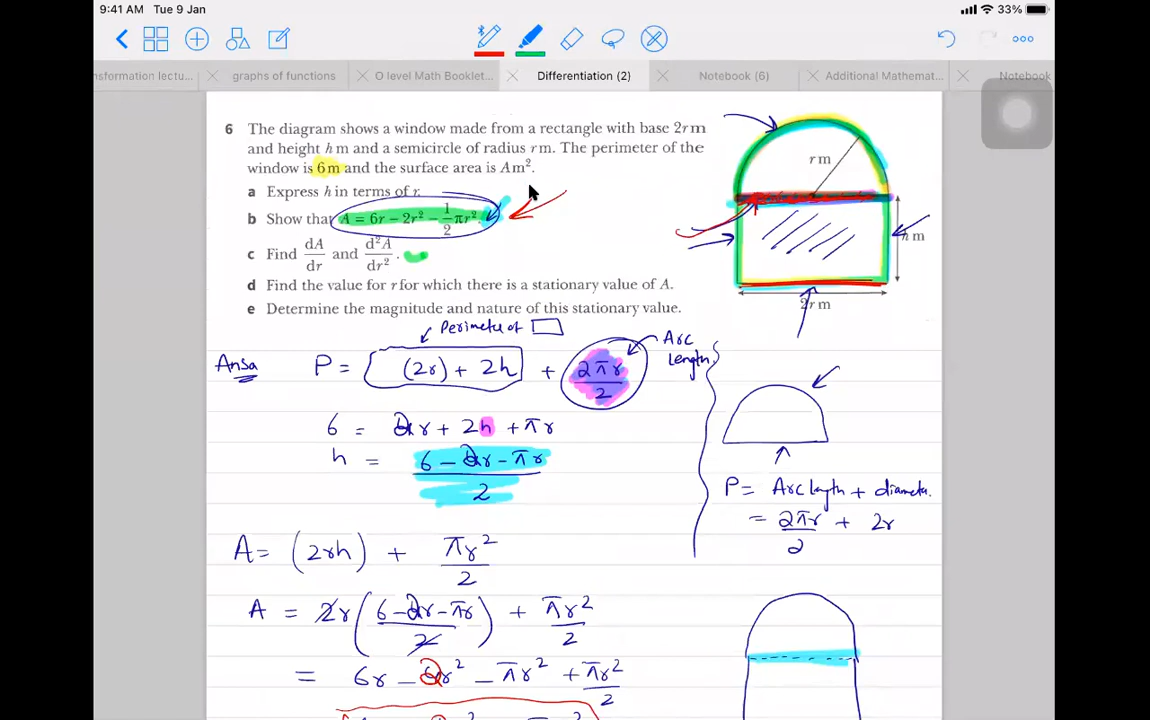 9:41 AM Tue 9 Jan
33%
nsformation lectu...
graphs of functions
O level Math Booklet...
Differentiation (2)
Notebook (6)
Additional Mathemat...
Notebook
6 The diagram shows a window made from a rectangle with base 2r m
and height h m and a semicircle of radius r m. The perimeter of the
window is 6 m and the surface area is A m².
a Express h in terms of r.
b Show that A = 6r − 2r² − 1/2 πr².
c Find dA/dr and d²A/dr².
d Find the value for r for which there is a stationary value of A.
e Determine the magnitude and nature of this stationary value.
r m
h m
2r m
Perimeter of
Ansa
P = (2r) + 2h + 2πr/2
Arc
length
6 = 2r + 2h + πr
h = 6 − 2r − πr / 2
P = Arc length + diameter.
= 2πr/2 + 2r
A = (2rh) + πr²/2
A = 2r (6 − 2r − πr / 2) + πr²/2
= 6r − 2r² − πr² + πr²/2